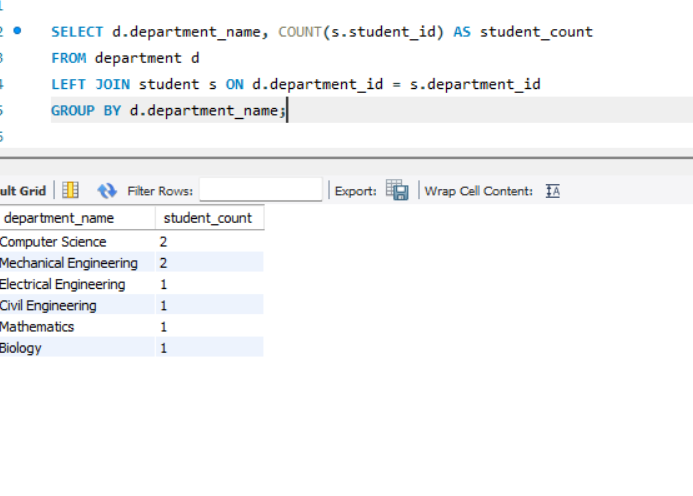 2 SELECT d.department_name, COUNT(s.student_id) AS student_count
FROM department d
LEFT JOIN student s ON d.department_id = s.department_id
GROUP BY d.department_name;
ult Grid Filter Rows: Export: Wrap Cell Content: IA
department_name student_count
Computer Science 2
Mechanical Engineering 2
Electrical Engineering 1
Civil Engineering 1
Mathematics 1
Biology 1